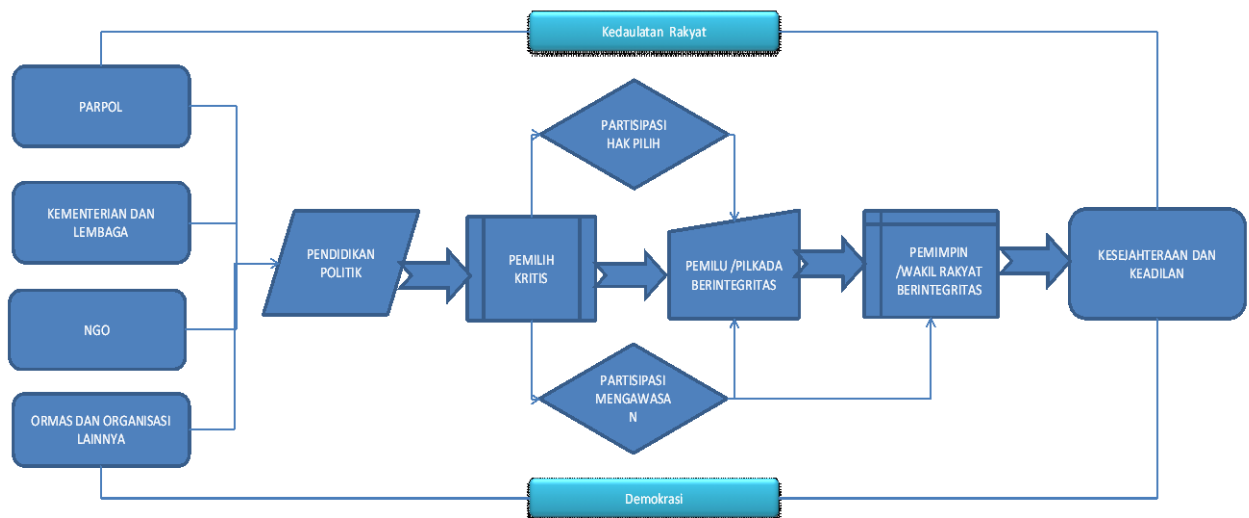 Kedaulatan Rakyat
PARPOL
KEMENTERIAN DAN
LEMBAGA
NGO
ORMAS DAN ORGANISASI
LAINNYA
PENDIDIKAN
POLITIK
PEMILIH
KRITIS
PARTISIPASI
HAK PILIH
PARTISIPASI
MENGAWASA
N
PEMILU /PILKADA
BERINTEGRITAS
PEMIMPIN
/WAKIL RAKYAT
BERINTEGRITAS
KESEJAHTERAAN DAN
KEADILAN
Demokrasi